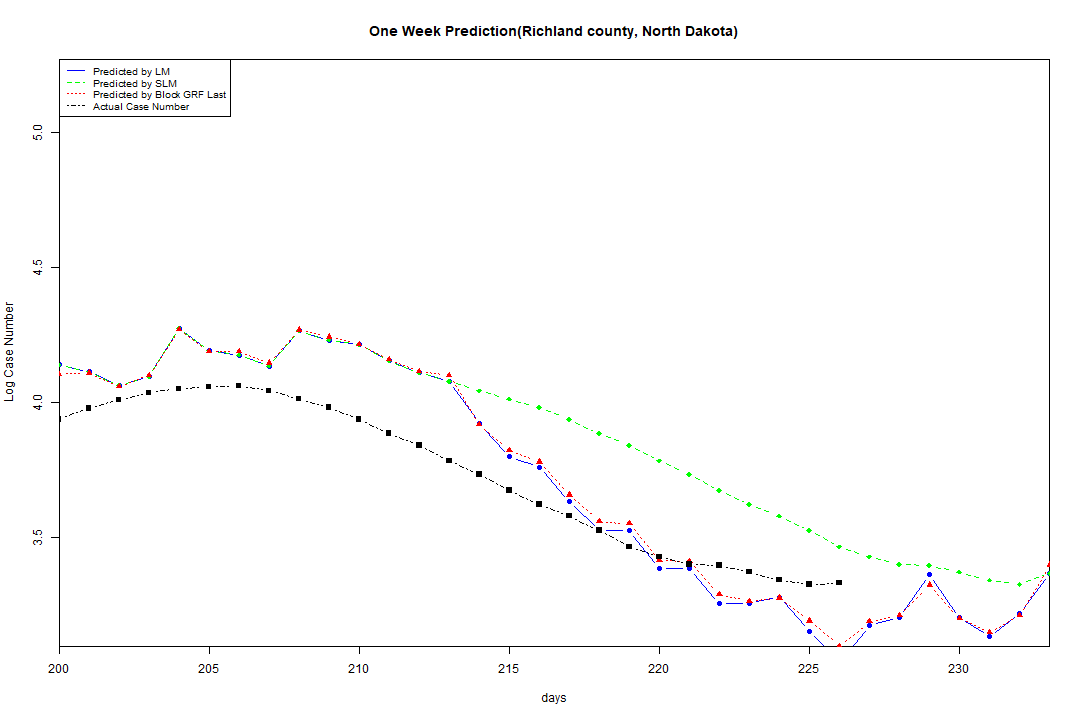 One Week Prediction(Richland county, North Dakota)
Predicted by LM
Predicted by SLM
Predicted by Block GRF Last
Actual Case Number
Log Case Number
5.0
4.5
4.0
3.5
200 205 210 215 220 225 230
days